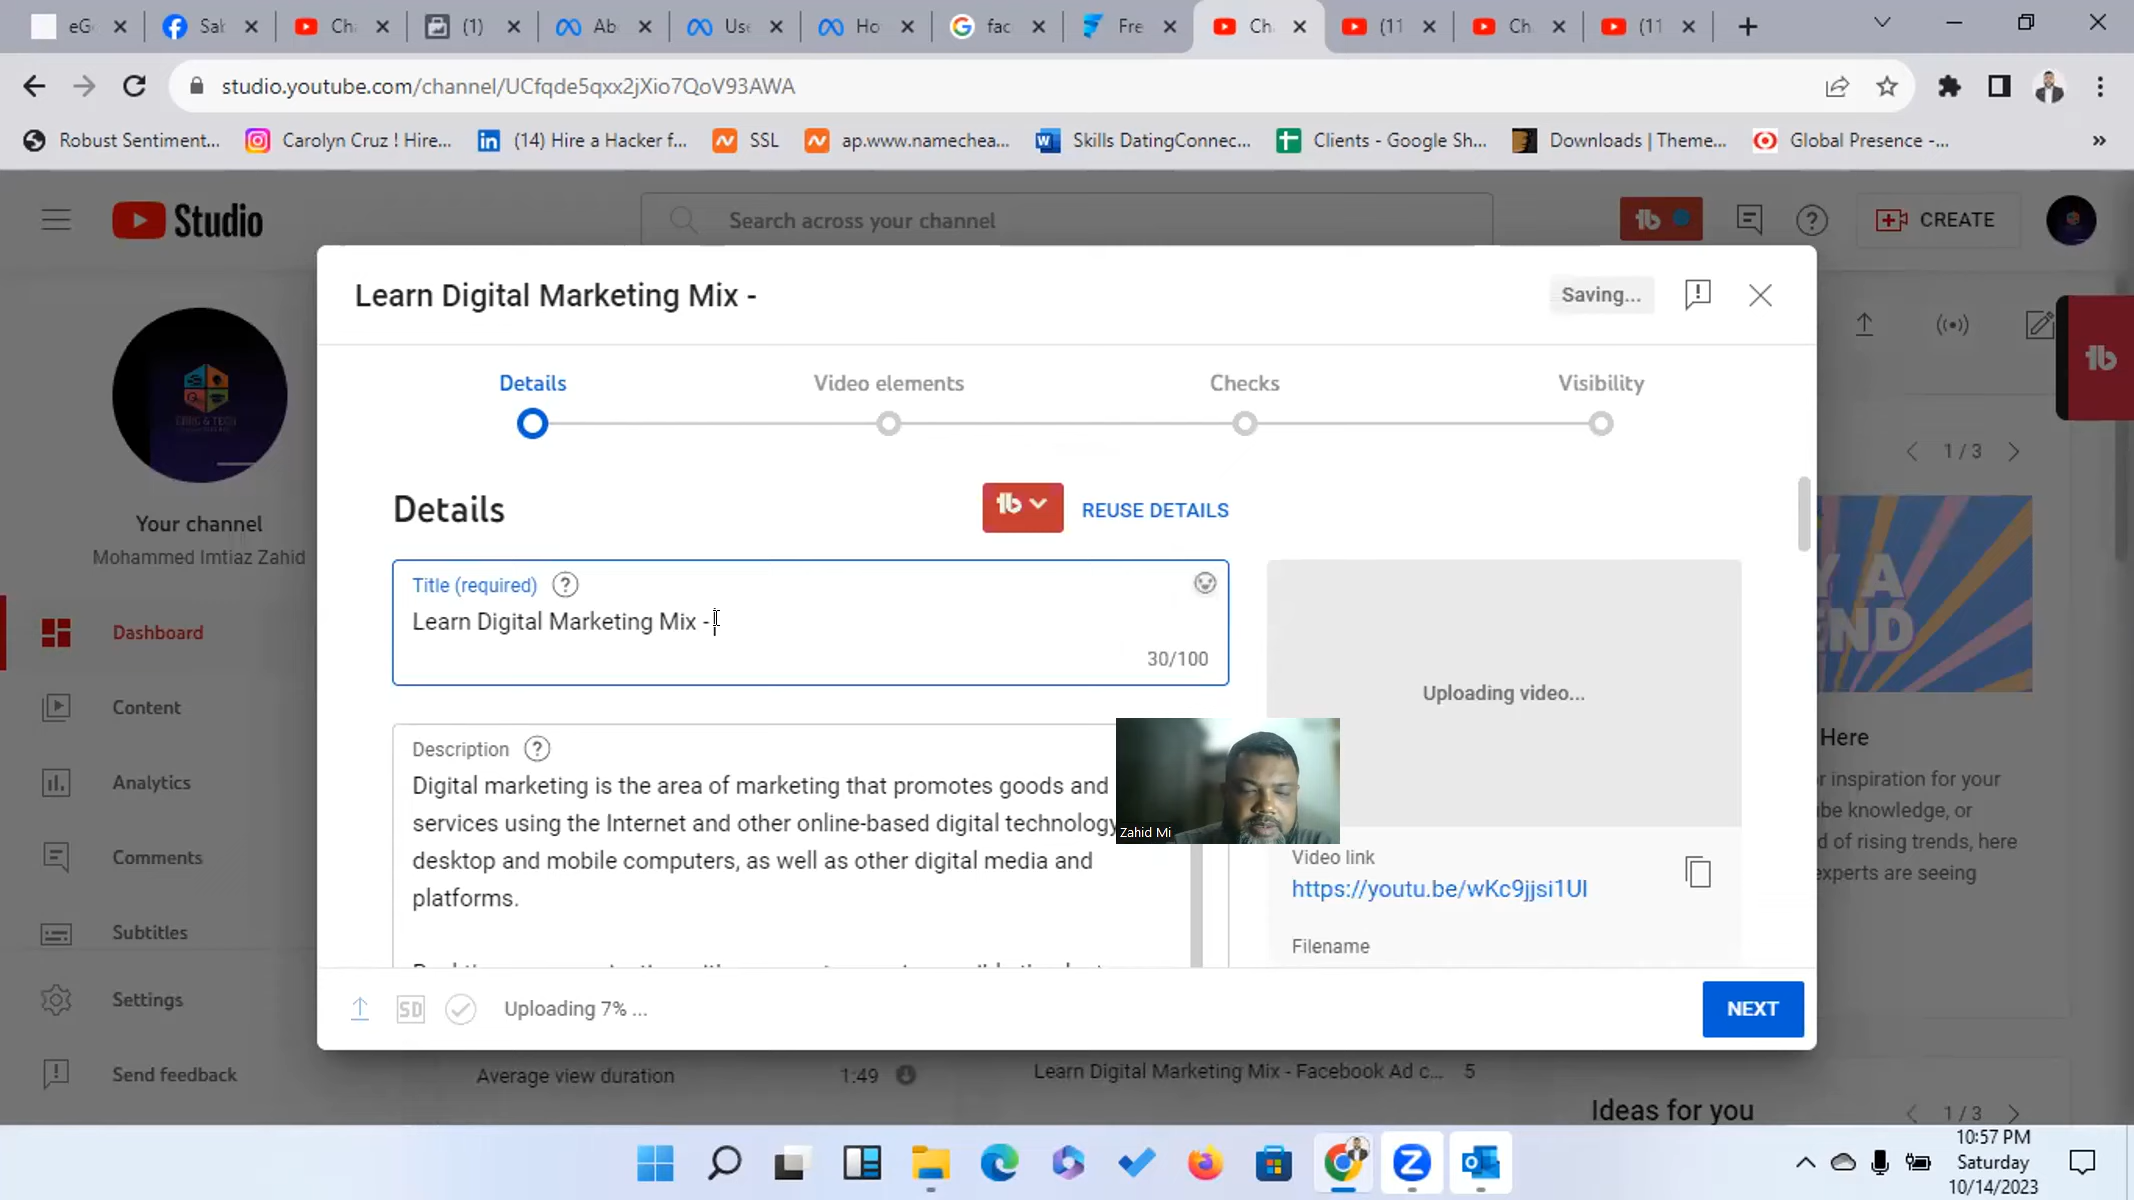 eG
Sal
Ch
(1)
Ab
Use
Ho
fac
Fre
Ch
(11
Ch
(11
studio.youtube.com/channel/UCfqde5qxx2jXio7QoV93AWA
Robust Sentiment...
Carolyn Cruz ! Hire...
(14) Hire a Hacker f...
SSL
ap.www.namechea...
Skills DatingConnec...
Clients - Google Sh...
Downloads | Theme...
Global Presence -...
»
Studio
Search across your channel
CREATE
Learn Digital Marketing Mix -
Saving...
Details
Video elements
Checks
Visibility
1 / 3
Your channel
Mohammed Imtiaz Zahid
Details
REUSE DETAILS
Title (required)
Learn Digital Marketing Mix -
30/100
Uploading video...
Y A
END
Description
Digital marketing is the area of marketing that promotes goods and
services using the Internet and other online-based digital technology
desktop and mobile computers, as well as other digital media and
platforms.
Zahid Mi
Video link
https://youtu.be/wKc9jjsi1UI
Filename
Here
or inspiration for your
be knowledge, or
d of rising trends, here
experts are seeing
Dashboard
Content
Analytics
Comments
Subtitles
Settings
Send feedback
SD
Uploading 7% ...
NEXT
Average view duration
1:49
Learn Digital Marketing Mix - Facebook Ad c...
5
Ideas for you
1 / 3
10:57 PM
Saturday
10/14/2023